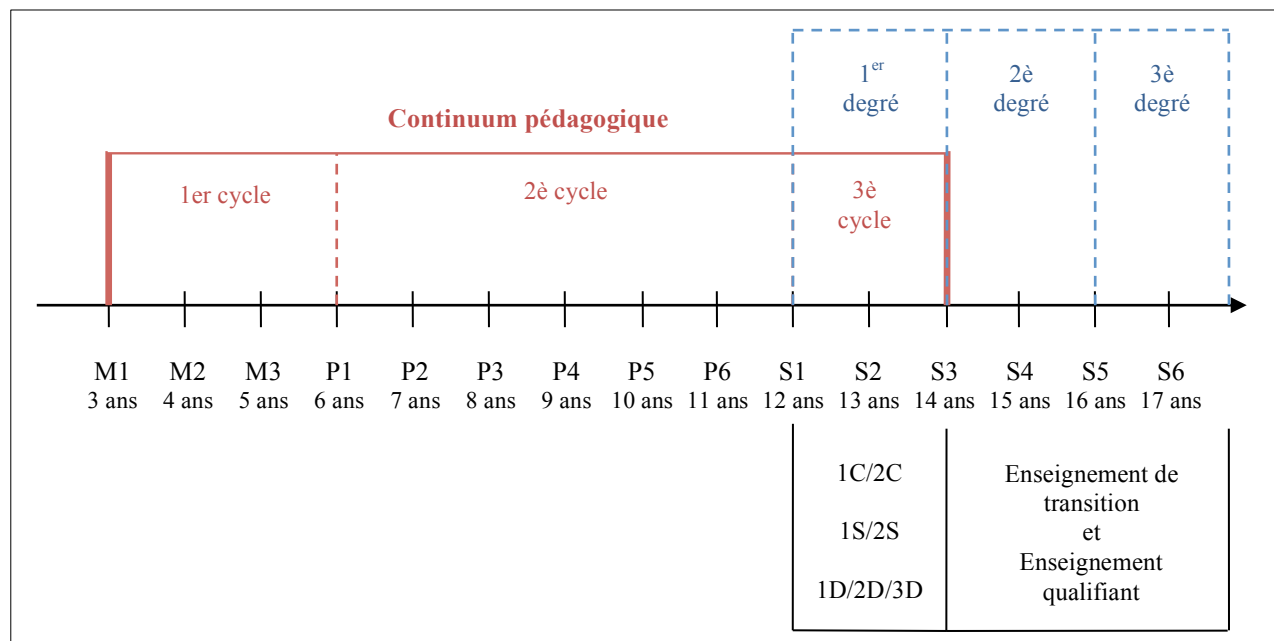 1er
degré
2è
degré
3è
degré
Continuum pédagogique
1er cycle
2è cycle
3è
cycle
M1 M2 M3 P1 P2 P3 P4 P5 P6 S1 S2 S3 S4 S5 S6
3 ans 4 ans 5 ans 6 ans 7 ans 8 ans 9 ans 10 ans 11 ans 12 ans 13 ans 14 ans 15 ans 16 ans 17 ans
1C/2C
1S/2S
1D/2D/3D
Enseignement de
transition
et
Enseignement
qualifiant